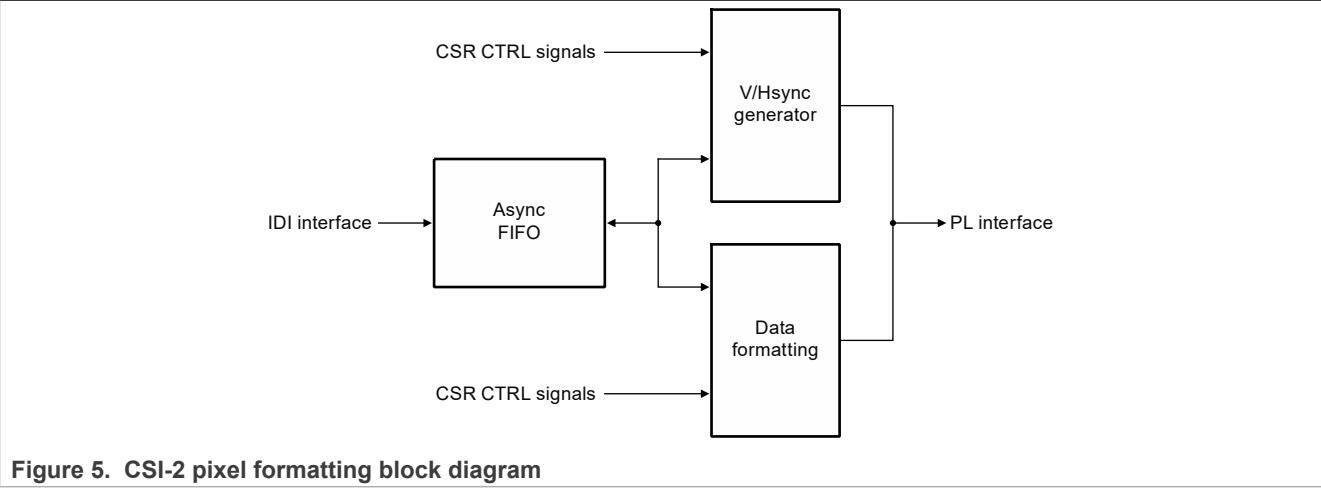 CSR CTRL signals
V/Hsync
generator
IDI interface
Async
FIFO
PL interface
Data
formatting
CSR CTRL signals
Figure 5. CSI-2 pixel formatting block diagram